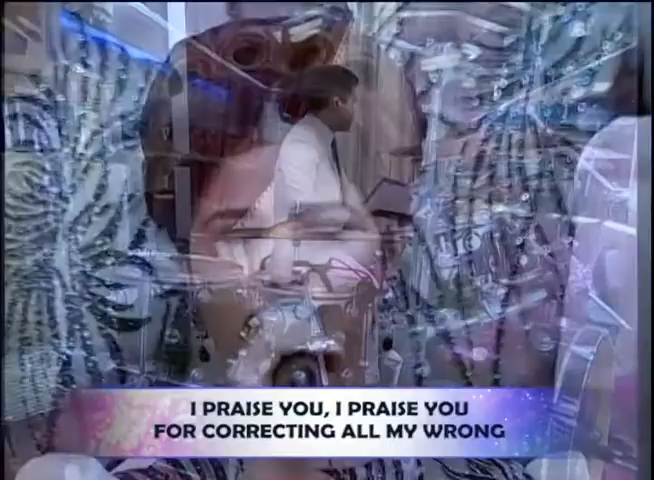 I PRAISE YOU, I PRAISE YOU
FOR CORRECTING ALL MY WRONG